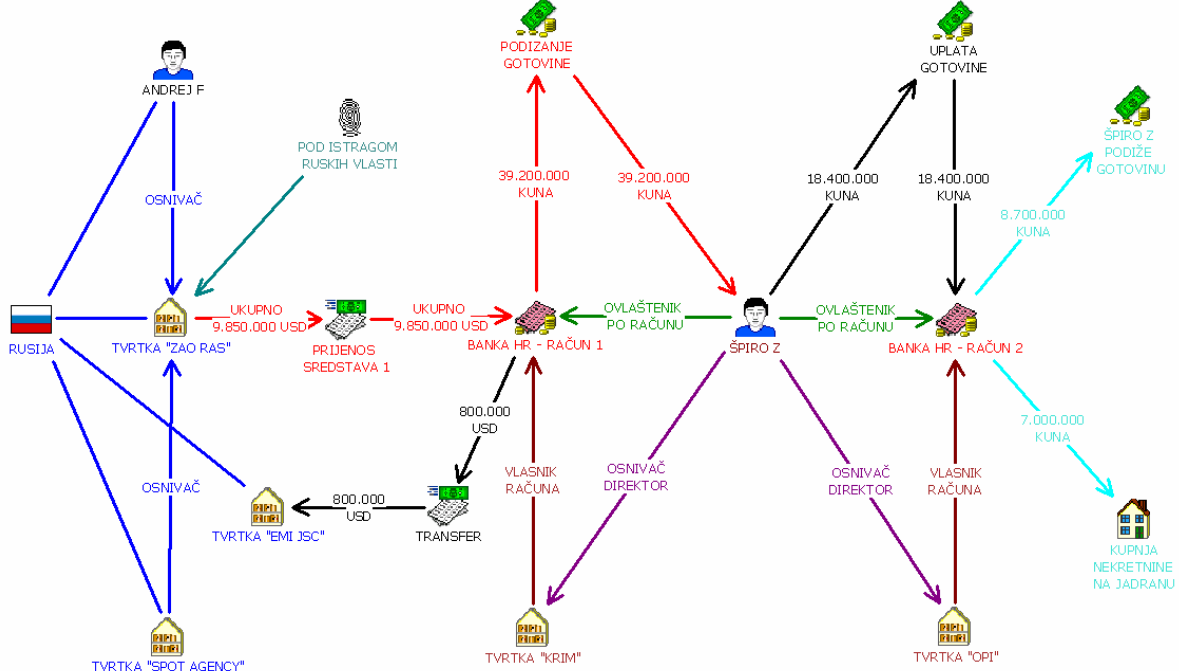 PODIZANJE
GOTOVINE
UPLATA
GOTOVINE
ANDREJ F
POD ISTRAGOM
RUSKIH VLASTI
ŠPIRO Z
PODIŽE
GOTOVINU
OSNIVAČ
39.200.000
KUNA
39.200.000
KUNA
18.400.000
KUNA
18.400.000
KUNA
8.700.000
KUNA
RUSIJA
TVRTKA "ZAO RAS"
UKUPNO
9.850.000 USD
PRIJENOS
SREDSTAVA 1
UKUPNO
9.850.000 USD
BANKA HR - RAČUN 1
OVLAŠTENIK
PO RAČUNU
ŠPIRO Z
OVLAŠTENIK
PO RAČUNU
BANKA HR - RAČUN 2
800.000
USD
7.000.000
KUNA
OSNIVAČ
VLASNIK
RAČUNA
OSNIVAČ
DIREKTOR
OSNIVAČ
DIREKTOR
VLASNIK
RAČUNA
TVRTKA "EMI JSC"
800.000
USD
TRANSFER
KUPNJA
NEKRETNINE
NA JADRANU
TVRTKA "SPOT AGENCY"
TVRTKA "KRIM"
TVRTKA "OPI"